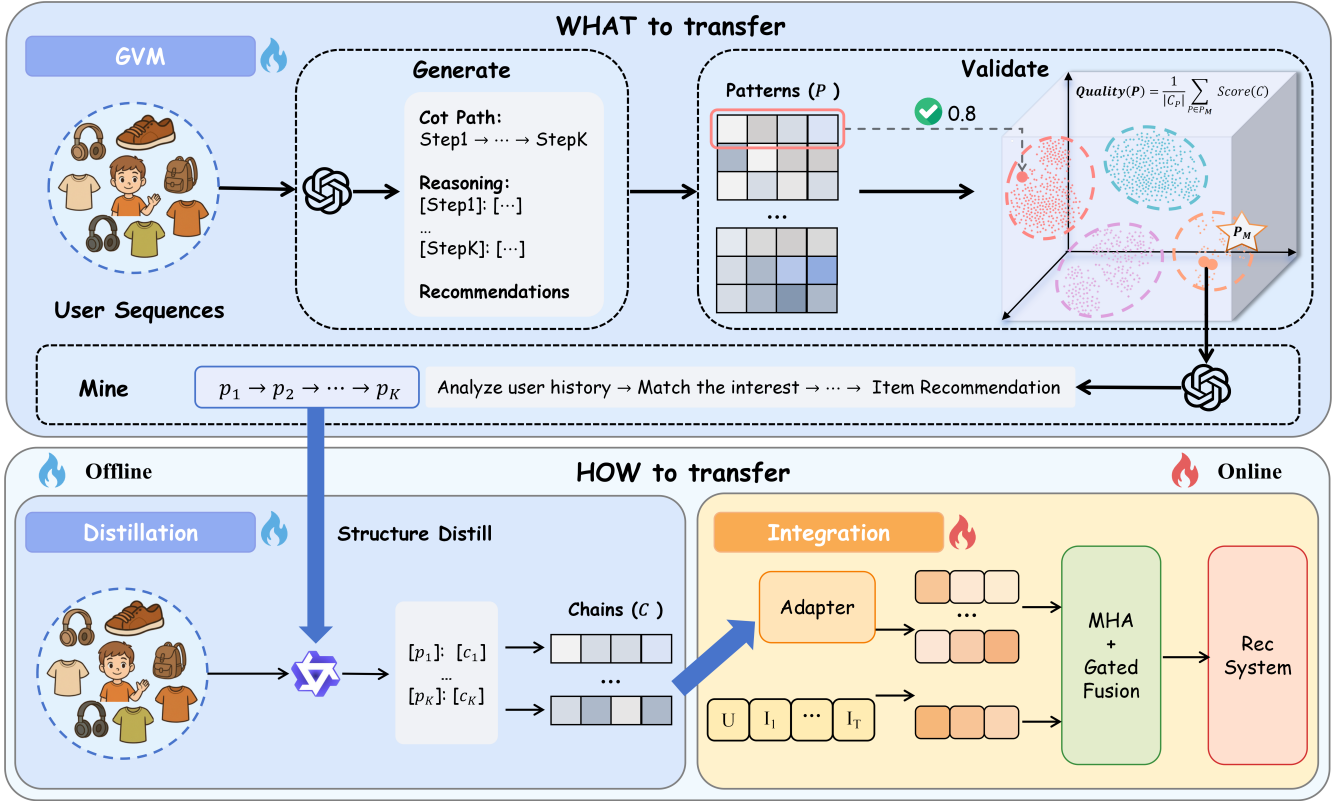 WHAT to transfer
GVM
User Sequences
Generate
Cot Path:
Step1 → ⋯ → StepK
Reasoning:
[Step1]: [⋯]
…
[StepK]: [⋯]
Recommendations
Validate
Patterns (P )
...
0.8
Quality(P) = 1/|C_P| ∑_{P∈P_M} Score(C)
P_M
Mine
p_1 → p_2 → ⋯ → p_K
Analyze user history → Match the interest → ⋯ → Item Recommendation
HOW to transfer
Offline
Online
Distillation
Structure Distill
[p_1]: [c_1]
…
[p_K]: [c_K]
Chains (C )
...
Integration
Adapter
U I_1 ⋯ I_T
...
MHA
+
Gated
Fusion
Rec
System